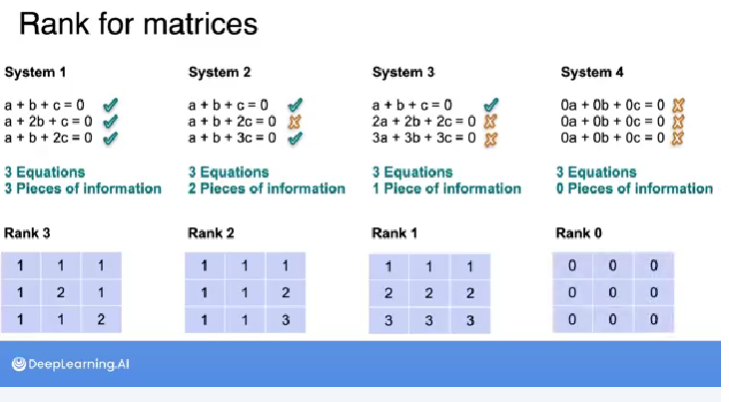 Rank for matrices
System 1
a + b + c = 0
a + 2b + c = 0
a + b + 2c = 0
3 Equations
3 Pieces of information
Rank 3
1 1 1
1 2 1
1 1 2
System 2
a + b + c = 0
a + b + 2c = 0
a + b + 3c = 0
3 Equations
2 Pieces of information
Rank 2
1 1 1
1 1 2
1 1 3
System 3
a + b + c = 0
2a + 2b + 2c = 0
3a + 3b + 3c = 0
3 Equations
1 Piece of information
Rank 1
1 1 1
2 2 2
3 3 3
System 4
0a + 0b + 0c = 0
0a + 0b + 0c = 0
0a + 0b + 0c = 0
3 Equations
0 Pieces of information
Rank 0
0 0 0
0 0 0
0 0 0
DeepLearning.AI